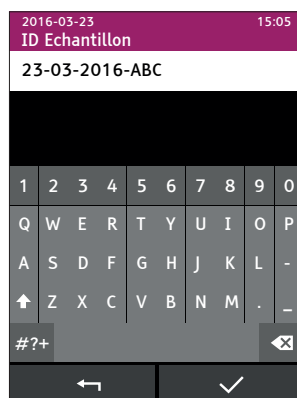 2016-03-23 15:05
ID Echantillon
23-03-2016-ABC
1 2 3 4 5 6 7 8 9 0
Q W E R T Y U I O P
A S D F G H J K L -
Z X C V B N M . _
#?+